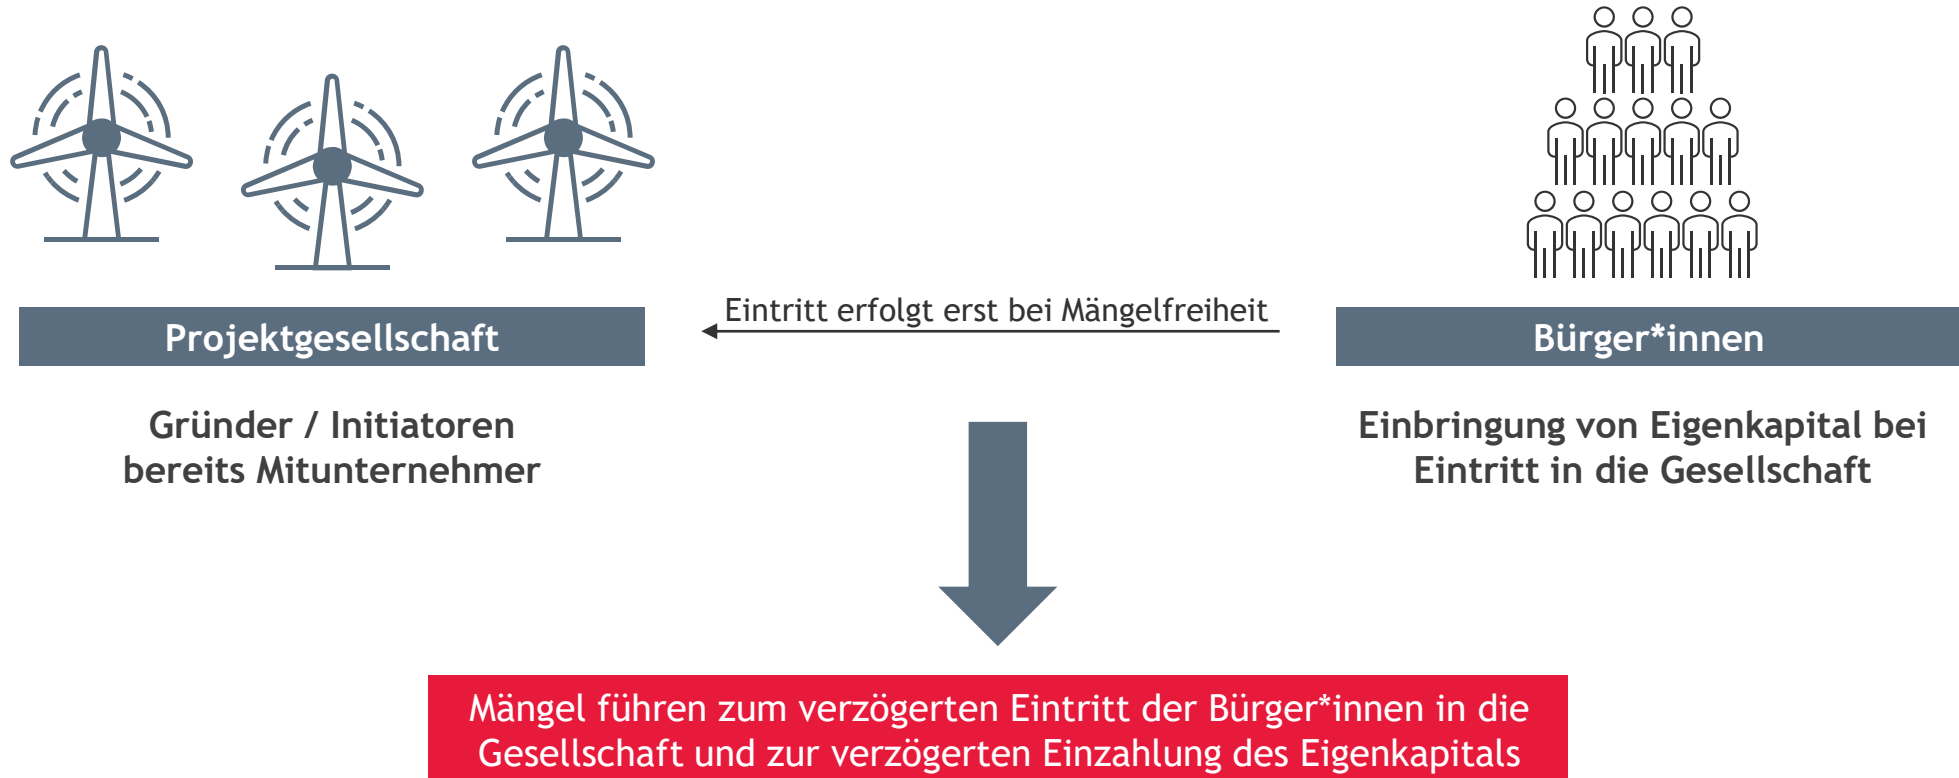 Projektgesellschaft
Eintritt erfolgt erst bei Mängelfreiheit
Bürger*innen
Gründer / Initiatoren
bereits Mitunternehmer
Einbringung von Eigenkapital bei
Eintritt in die Gesellschaft
Mängel führen zum verzögerten Eintritt der Bürger*innen in die
Gesellschaft und zur verzögerten Einzahlung des Eigenkapitals